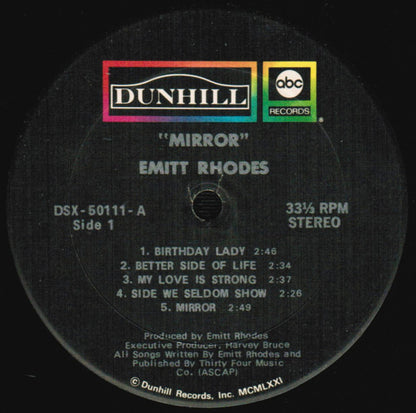 DUNHILL
abc
RECORDS
®
"MIRROR"
EMITT RHODES
DSX-50111-A
Side 1
33⅓ RPM
STEREO
1. BIRTHDAY LADY 2:46
2. BETTER SIDE OF LIFE 2:34
3. MY LOVE IS STRONG 2:37
4. SIDE WE SELDOM SHOW 2:26
5. MIRROR 2:49
Produced by Emitt Rhodes
Executive Producer, Harvey Bruce
All Songs Written By Emitt Rhodes and
Published By Thirty Four Music
Co. (ASCAP)
© Dunhill Records, Inc. MCMLXXI